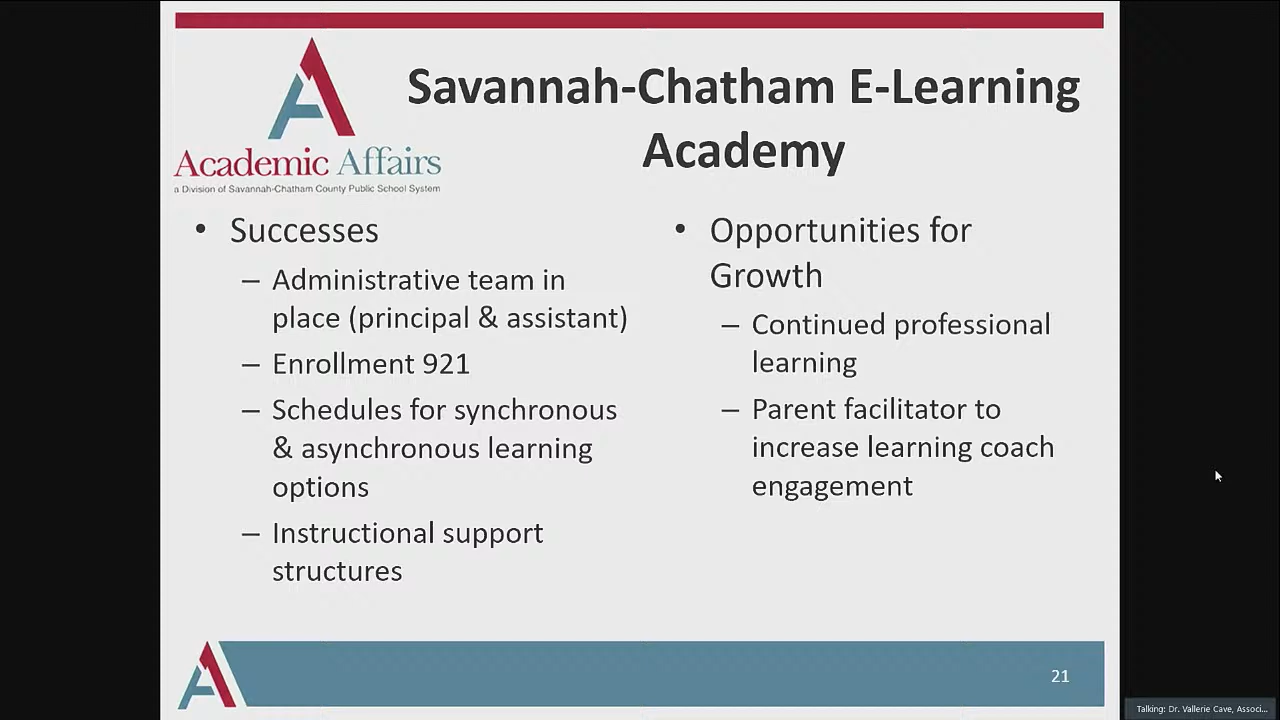 Savannah-Chatham E-Learning
Academy
Academic Affairs
a Division of Savannah-Chatham County Public School System
• Successes
– Administrative team in
place (principal & assistant)
– Enrollment 921
– Schedules for synchronous
& asynchronous learning
options
– Instructional support
structures
• Opportunities for
Growth
– Continued professional
learning
– Parent facilitator to
increase learning coach
engagement
21
Talking: Dr. Vallerie Cave, Associ...